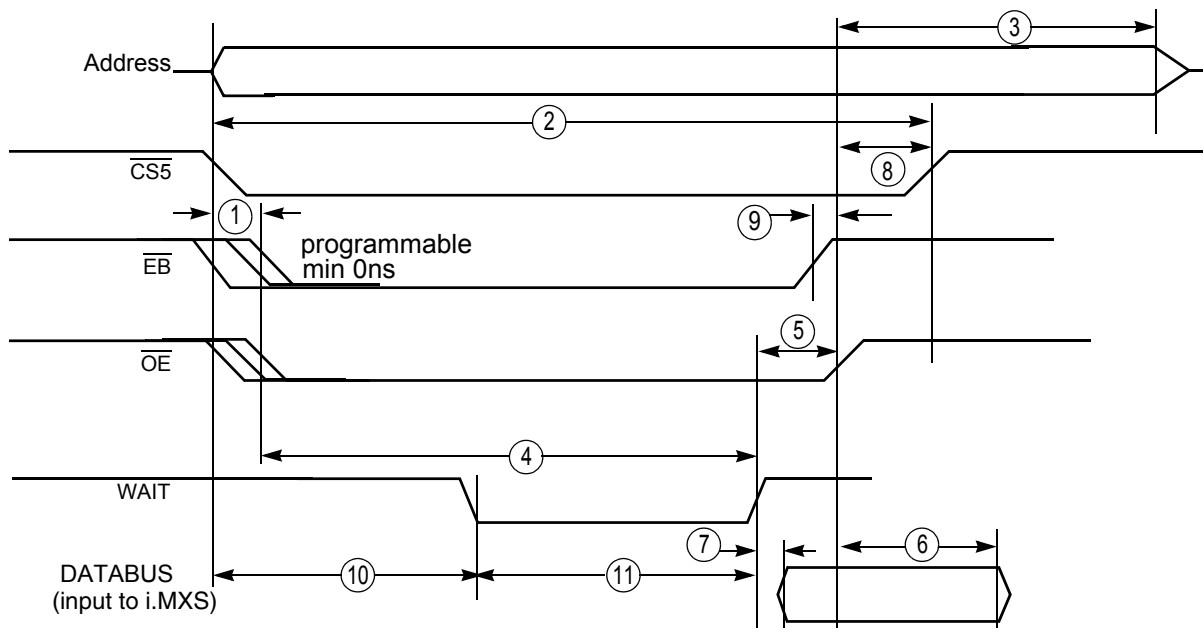 3
Address
2
CS5
8
1
9
programmable
min 0ns
EB
5
OE
4
WAIT
7
6
10
11
DATABUS
(input to i.MXS)